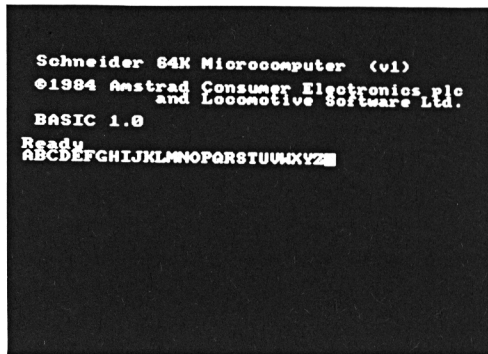 Schneider 64K Microcomputer (v1)
©1984 Amstrad Consumer Electronics plc
and Locomotive Software Ltd.
BASIC 1.0
Ready
ABCDEFGHIJKLMNOPQRSTUVWXYZ